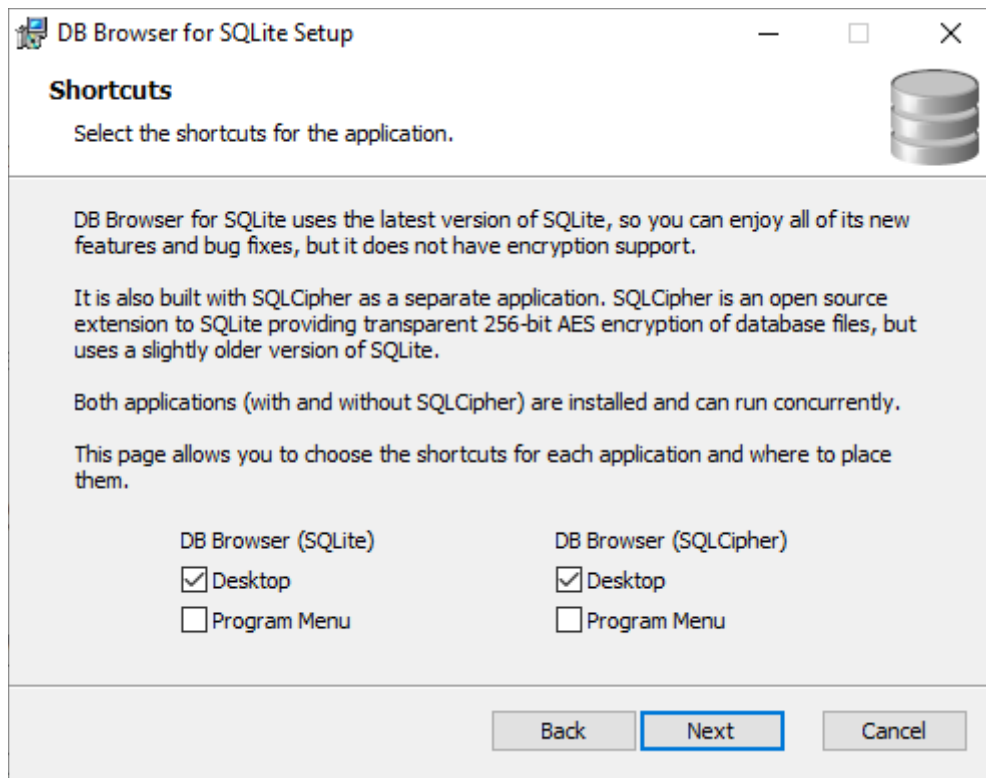 DB Browser for SQLite Setup
Shortcuts
Select the shortcuts for the application.
DB Browser for SQLite uses the latest version of SQLite, so you can enjoy all of its new
features and bug fixes, but it does not have encryption support.
It is also built with SQLCipher as a separate application. SQLCipher is an open source
extension to SQLite providing transparent 256-bit AES encryption of database files, but
uses a slightly older version of SQLite.
Both applications (with and without SQLCipher) are installed and can run concurrently.
This page allows you to choose the shortcuts for each application and where to place
them.
DB Browser (SQLite) DB Browser (SQLCipher)
Desktop Desktop
Program Menu Program Menu
Back Next Cancel